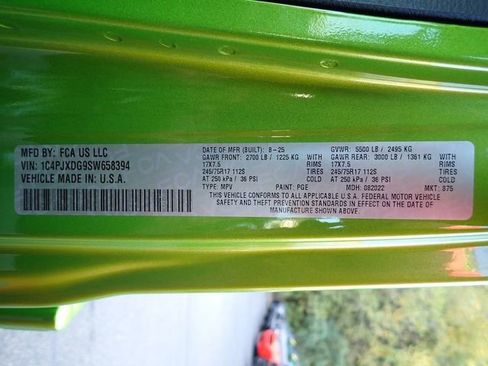 MFD BY: FCA US LLC
VIN: 1C4PJXDG9SW658394
VEHICLE MADE IN: U.S.A.
DATE OF MFR (BUILT): 8-25 GVWR: 5500 LB / 2495 KG
GAWR FRONT: 2700 LB / 1225 KG WITH GAWR REAR: 3000 LB / 1361 KG WITH
17X7.5 RIMS 17X7.5 RIMS
245/75R17 112S TIRES 245/75R17 112S TIRES
AT 250 kPa / 36 PSI COLD AT 250 kPa / 36 PSI COLD
TYPE: MPV PAINT: PGE MDH: 082022 MKT: 875
THIS VEHICLE CONFORMS TO ALL APPLICABLE U.S.A. FEDERAL MOTOR VEHICLE
SAFETY AND THEFT PREVENTION STANDARDS IN EFFECT ON THE DATE OF
MANUFACTURE SHOWN ABOVE.